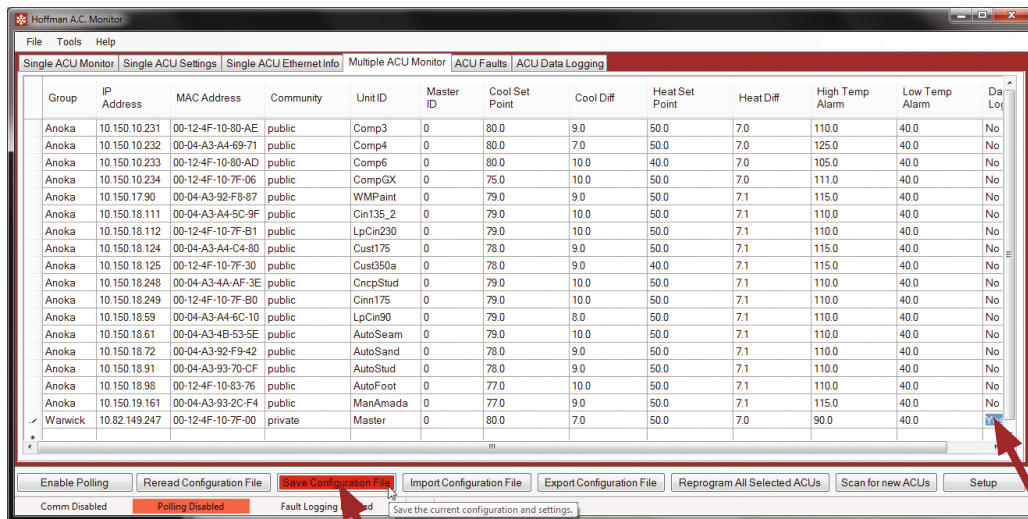 Hoffman A.C. Monitor
File Tools Help
Single ACU Monitor Single ACU Settings Single ACU Ethernet Info Multiple ACU Monitor ACU Faults ACU Data Logging
Group IP Address MAC Address Community Unit ID Master ID Cool Set Point Cool Diff Heat Set Point Heat Diff High Temp Alarm Low Temp Alarm
Anoka 10.150.10.231 00-12-4F-10-80-AE public Comp3 0 80.0 9.0 50.0 7.0 110.0 40.0 No
Anoka 10.150.10.232 00-04-A3-A4-69-71 public Comp4 0 80.0 7.0 50.0 7.0 125.0 40.0 No
Anoka 10.150.10.233 00-12-4F-10-80-AD public Comp6 0 80.0 10.0 40.0 7.0 105.0 40.0 No
Anoka 10.150.10.234 00-12-4F-10-7F-06 public CompGX 0 75.0 10.0 50.0 7.0 111.0 40.0 No
Anoka 10.150.17.90 00-04-A3-92-F8-87 public WMPaint 0 79.0 9.0 50.0 7.1 115.0 40.0 No
Anoka 10.150.18.111 00-04-A3-A4-5C-9F public Cin135_2 0 79.0 10.0 50.0 7.1 110.0 40.0 No
Anoka 10.150.18.112 00-12-4F-10-7F-B1 public LpCin230 0 79.0 10.0 50.0 7.1 110.0 40.0 No
Anoka 10.150.18.124 00-04-A3-A4-C4-80 public Cust175 0 78.0 9.0 50.0 7.1 115.0 40.0 No
Anoka 10.150.18.125 00-12-4F-10-7F-30 public Cust350a 0 78.0 9.0 40.0 7.1 115.0 40.0 No
Anoka 10.150.18.248 00-04-A3-4A-AF-3E public CncpStud 0 79.0 10.0 50.0 7.1 110.0 40.0 No
Anoka 10.150.18.249 00-12-4F-10-7F-B0 public Cinn175 0 79.0 10.0 50.0 7.1 110.0 40.0 No
Anoka 10.150.18.59 00-04-A3-A4-6C-10 public LpCin90 0 79.0 8.0 50.0 7.1 110.0 40.0 No
Anoka 10.150.18.61 00-04-A3-4B-53-5E public AutoSeam 0 79.0 10.0 50.0 7.1 110.0 40.0 No
Anoka 10.150.18.72 00-04-A3-92-F9-42 public AutoSand 0 78.0 9.0 50.0 7.1 110.0 40.0 No
Anoka 10.150.18.91 00-04-A3-93-70-CF public AutoStud 0 78.0 9.0 50.0 7.1 110.0 40.0 No
Anoka 10.150.18.98 00-12-4F-10-83-76 public AutoFoot 0 77.0 10.0 50.0 7.1 110.0 40.0 No
Anoka 10.150.19.161 00-04-A3-93-2C-F4 public ManAmada 0 77.0 9.0 50.0 7.1 115.0 40.0 No
Warwick 10.82.149.247 00-12-4F-10-7F-00 private Master 0 80.0 7.0 50.0 7.0 90.0 40.0
Enable Polling Reread Configuration File Save Configuration File Import Configuration File Export Configuration File Reprogram All Selected ACUs Scan for new ACUs Setup
Comm Disabled Polling Disabled Fault Logging
Save the current configuration and settings.